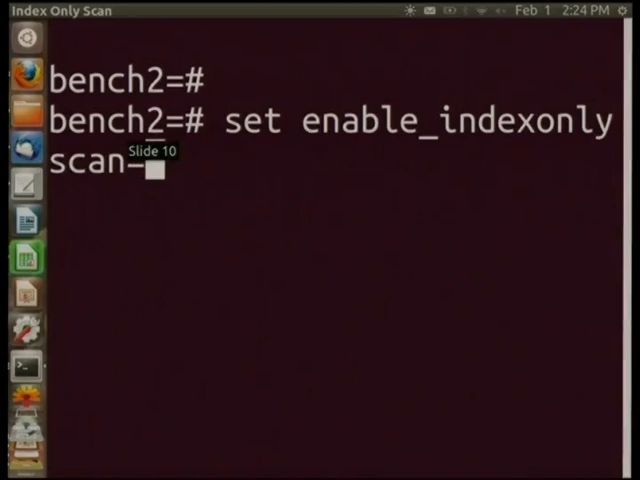 Index Only Scan
Feb 1 2:24 PM
bench2=#
bench2=# set enable_indexonly
scan=
Slide 10